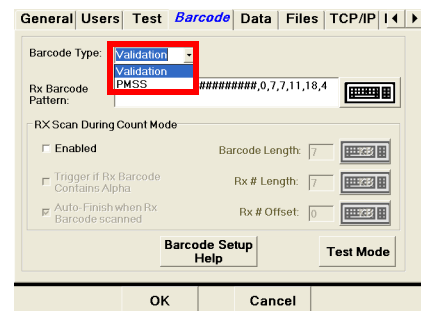 General Users Test Barcode Data Files TCP/IP
Barcode Type: Validation
Validation
PMSS
Rx Barcode Pattern: #########,0,7,7,11,18,4
RX Scan During Count Mode
Enabled Barcode Length: 7
Trigger if Rx Barcode Contains Alpha Rx # Length: 7
Auto-Finish when Rx Barcode scanned Rx # Offset: 0
Barcode Setup Help Test Mode
OK Cancel